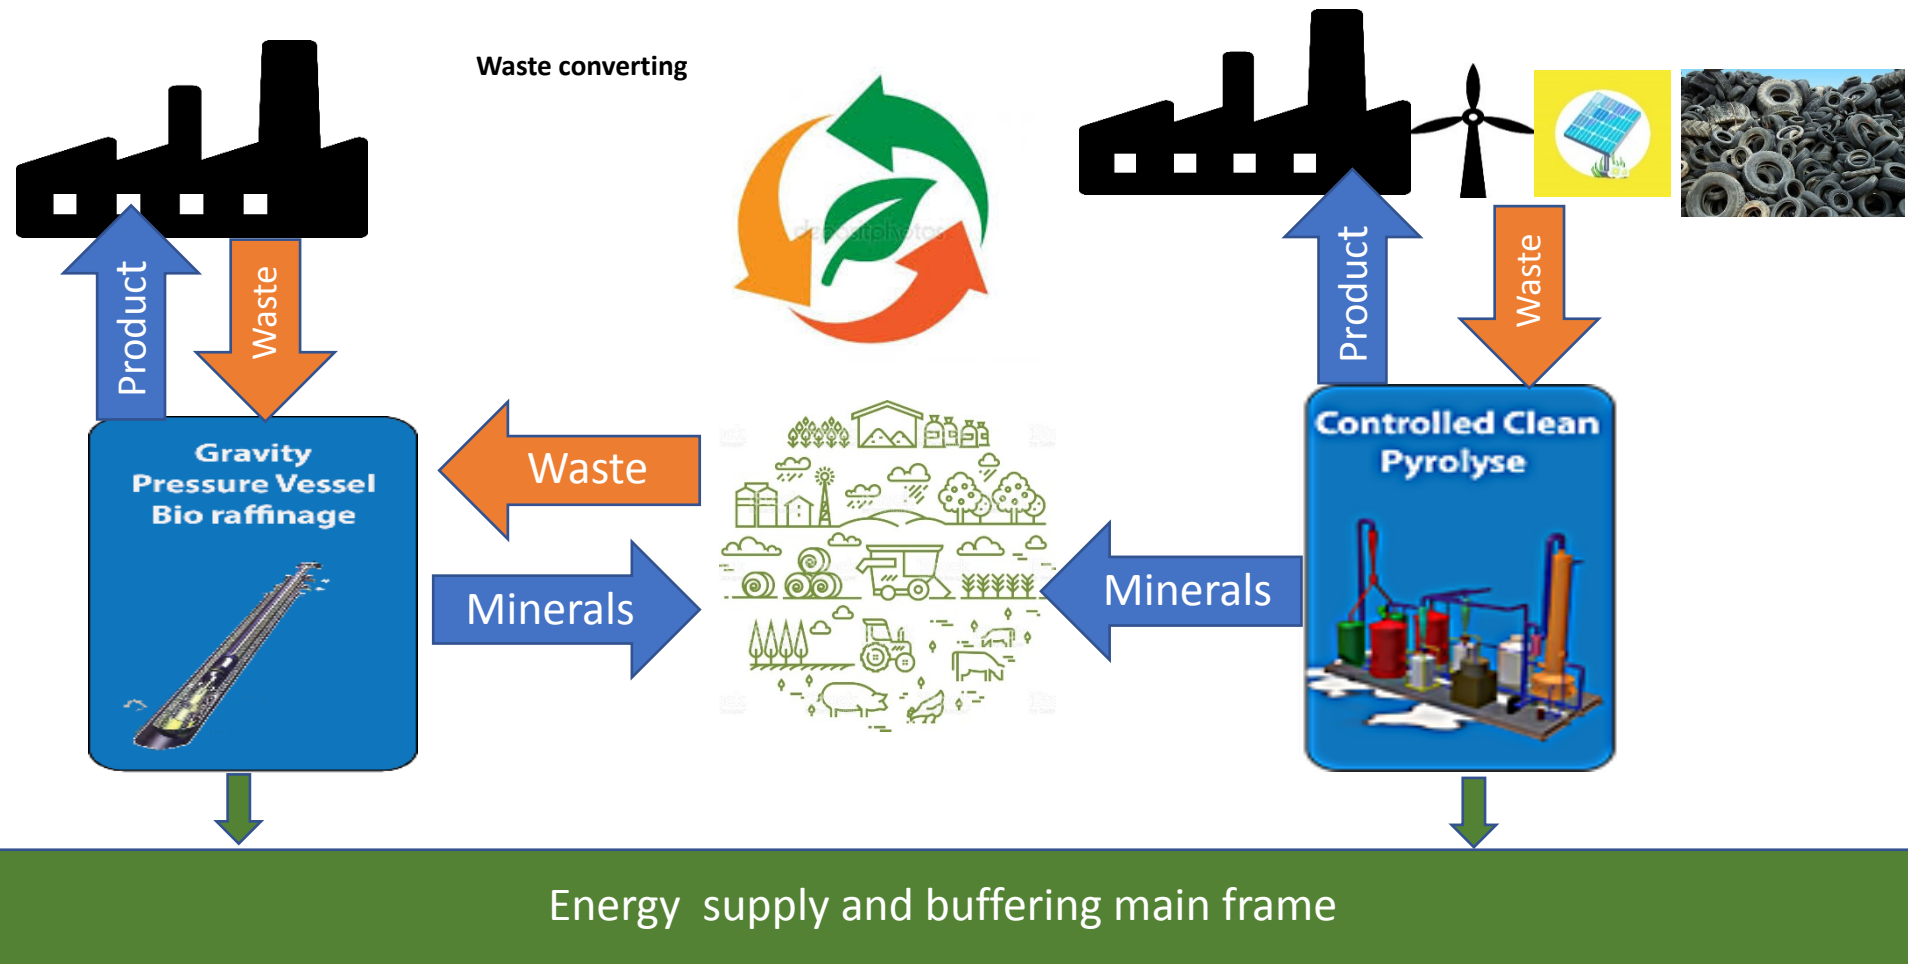 Waste converting
depositphotos
Product
Waste
Product
Waste
Gravity
Pressure Vessel
Bio raffinage
Waste
Minerals
Controlled Clean
Pyrolyse
Minerals
Energy  supply and buffering main frame